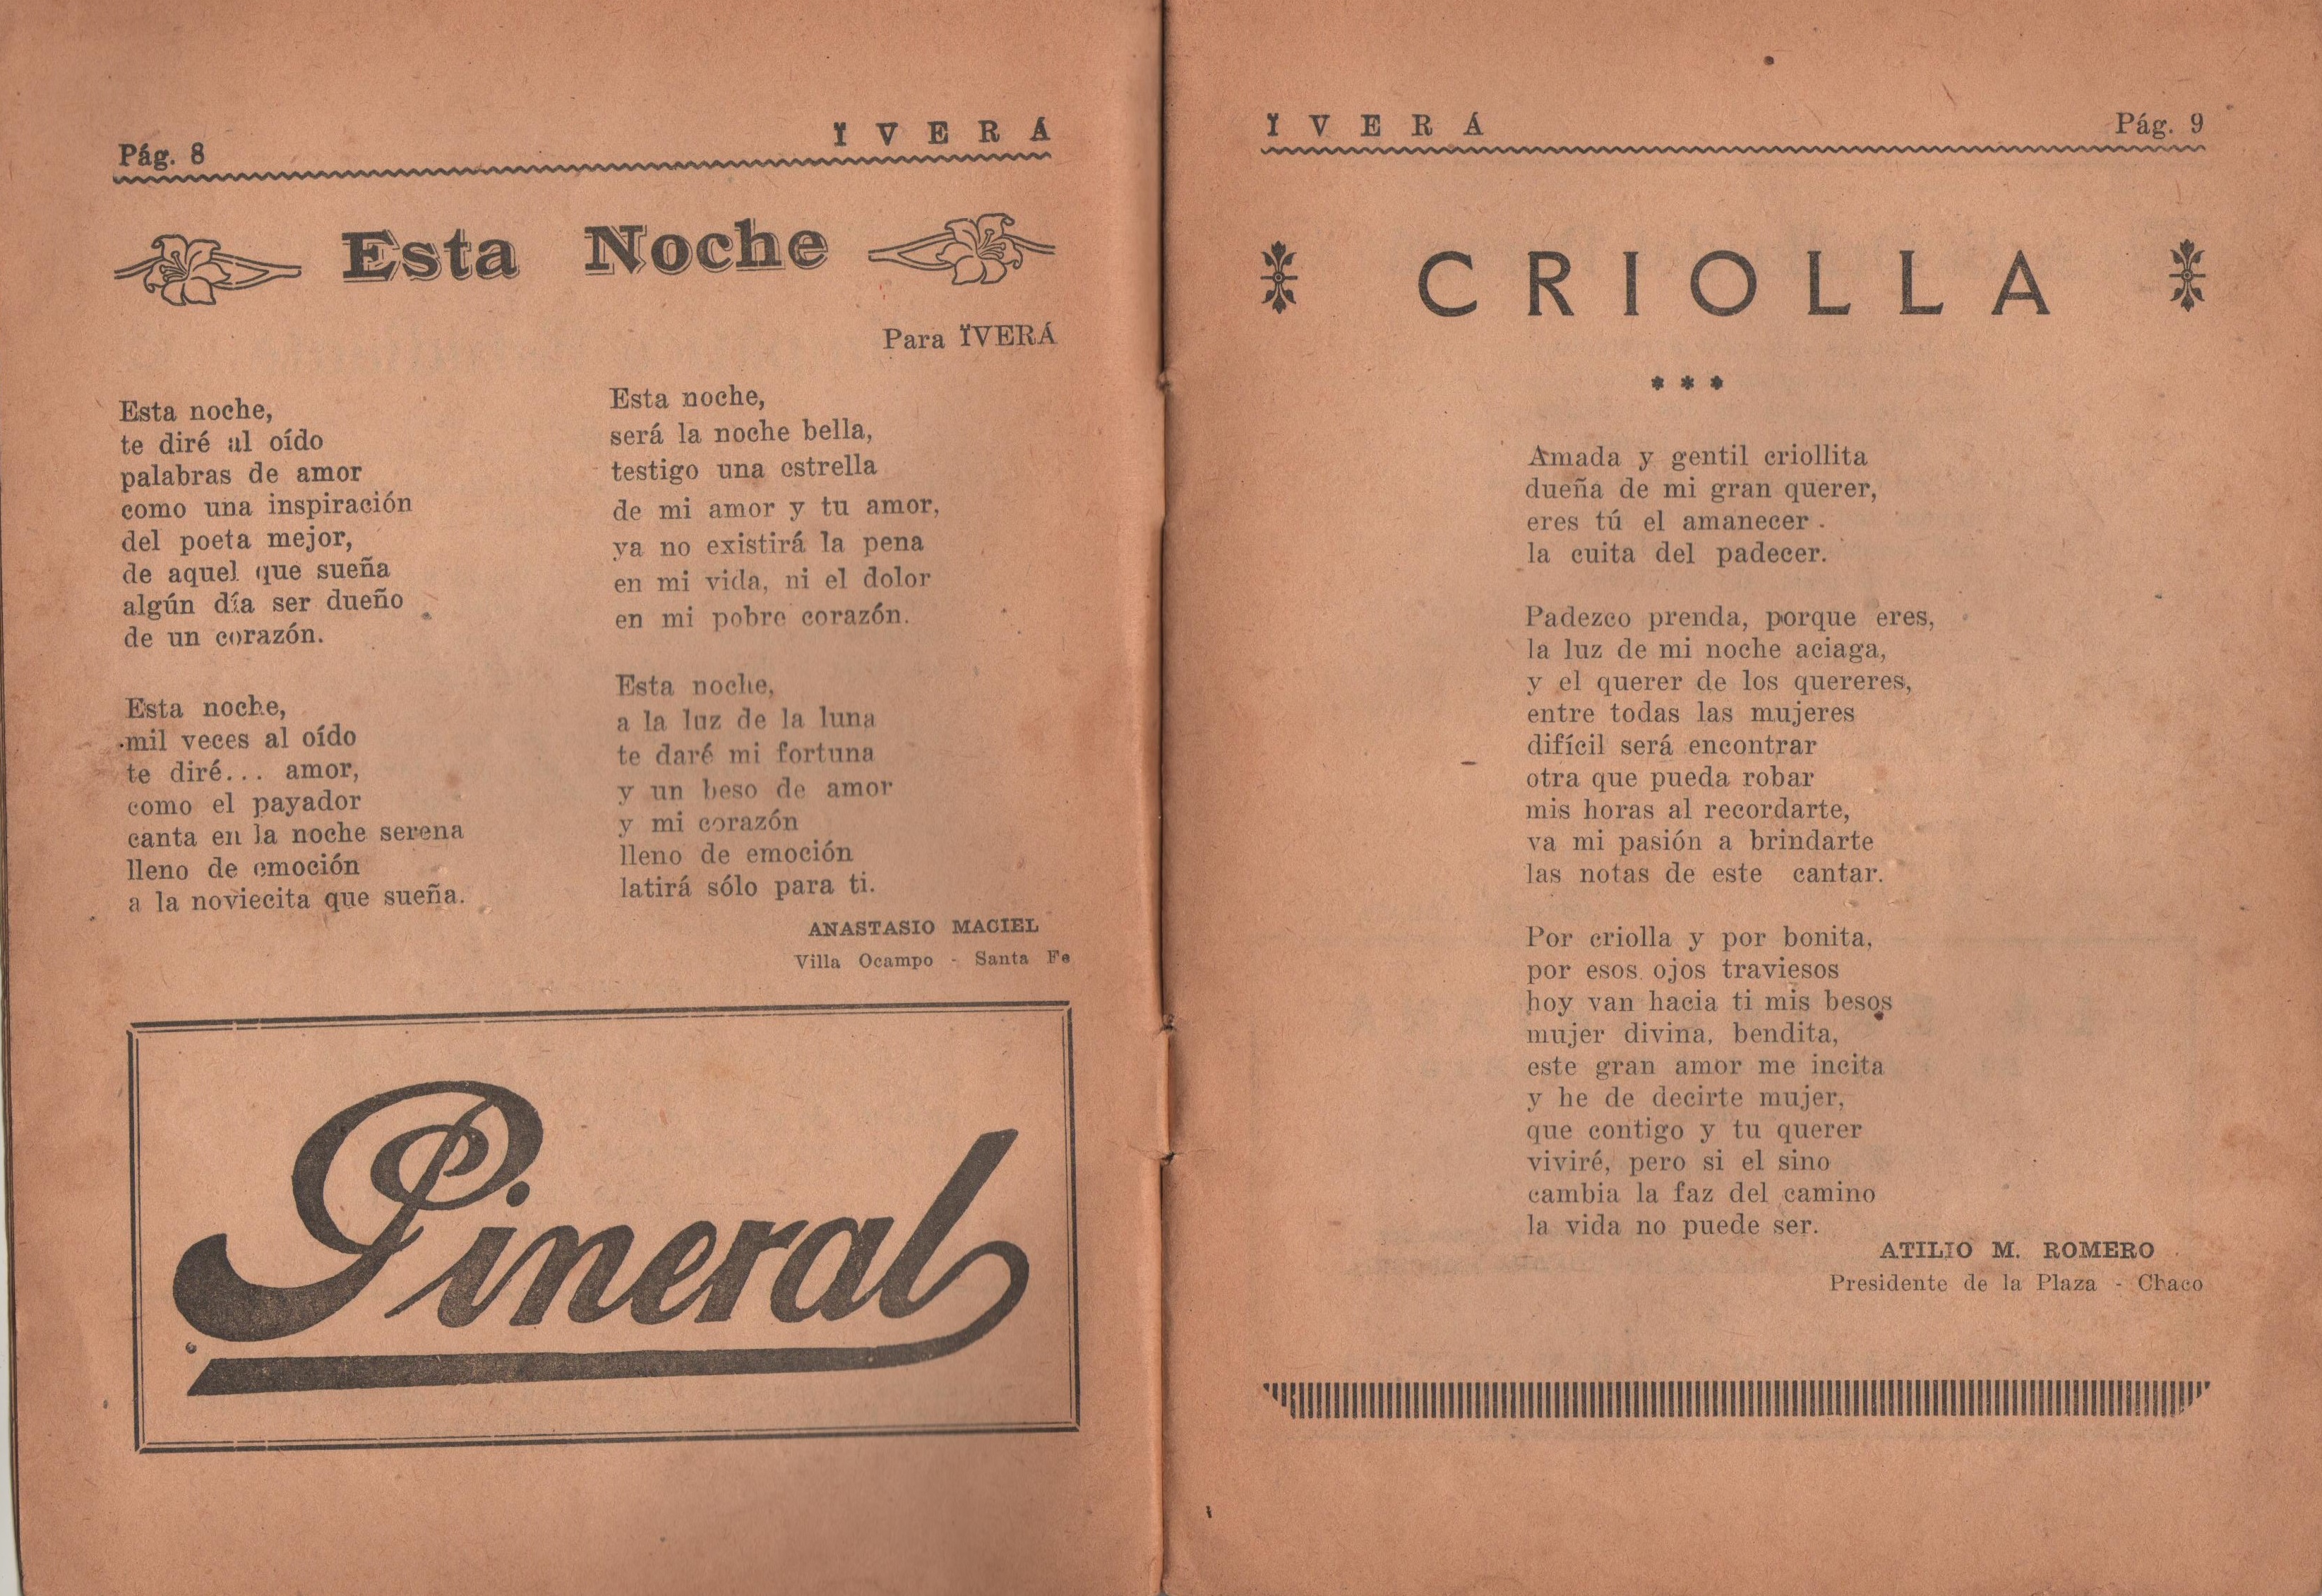 Pág. 8
ÏVERÁ
Esta Noche
Para ÏVERÁ
Esta noche,
te diré al oído
palabras de amor
como una inspiración
del poeta mejor,
de aquel que sueña
algún día ser dueño
de un corazón.
Esta noche,
mil veces al oído
te diré... amor,
como el payador
canta en la noche serena
lleno de emoción
a la noviecita que sueña.
Esta noche,
será la noche bella,
testigo una estrella
de mi amor y tu amor,
ya no existirá la pena
en mi vida, ni el dolor
en mi pobre corazón.
Esta noche,
a la luz de la luna
te daré mi fortuna
y un beso de amor
y mi corazón
lleno de emoción
latirá sólo para ti.
ANASTASIO MACIEL
Villa Ocampo - Santa Fe
Pineral
ÏVERÁ
Pág. 9
CRIOLLA
* * *
Amada y gentil criollita
dueña de mi gran querer,
eres tú el amanecer .
la cuita del padecer.
Padezco prenda, porque eres,
la luz de mi noche aciaga,
y el querer de los quereres,
entre todas las mujeres
difícil será encontrar
otra que pueda robar
mis horas al recordarte,
va mi pasión a brindarte
las notas de este cantar.
Por criolla y por bonita,
por esos ojos traviesos
hoy van hacia ti mis besos
mujer divina, bendita,
este gran amor me incita
y he de decirte mujer,
que contigo y tu querer
viviré, pero si el sino
cambia la faz del camino
la vida no puede ser.
ATILIO M. ROMERO
Presidente de la Plaza - Chaco